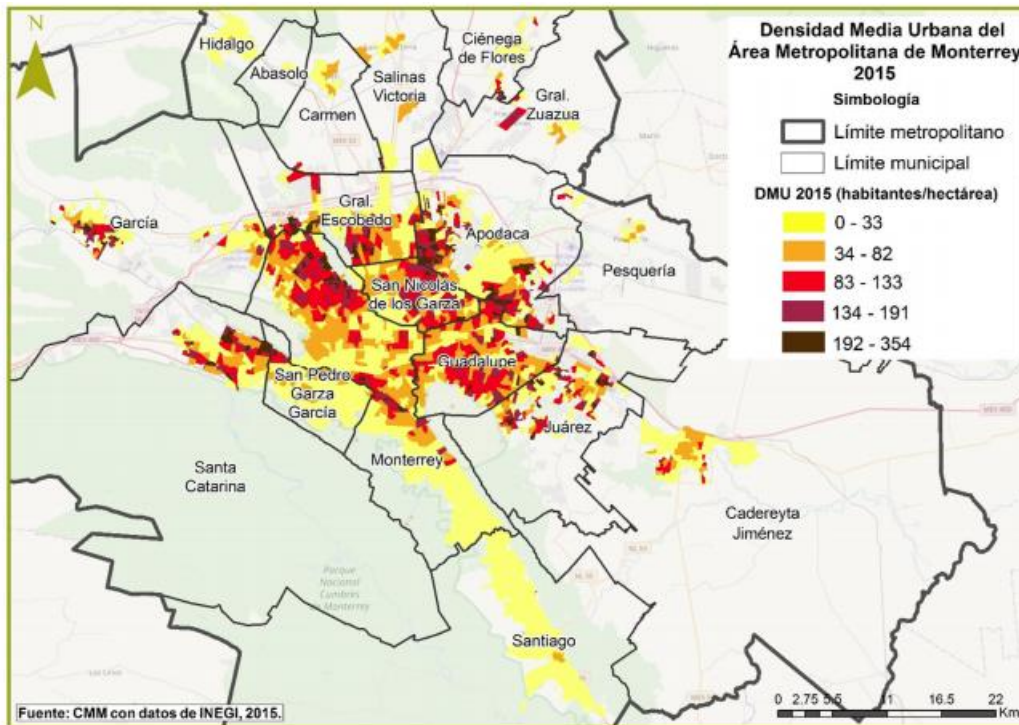 Densidad Media Urbana del
Área Metropolitana de Monterrey
2015
Simbología
Límite metropolitano
Límite municipal
DMU 2015 (habitantes/hectárea)
0 - 33
34 - 82
83 - 133
134 - 191
192 - 354
N
Hidalgo
Abasolo
Carmen
Salinas
Victoria
Ciénega
de Flores
Gral.
Zuazua
García
Gral.
Escobedo
Apodaca
Pesquería
San Nicolás
de los Garza
Guadalupe
San Pedro
Garza
García
Juárez
Monterrey
Santa
Catarina
Cadereyta
Jiménez
Parque
Nacional
Cumbres
de Monterrey
Santiago
Fuente: CMM con datos de INEGI, 2015.
0 2.75 5.5 11 16.5 22
Km